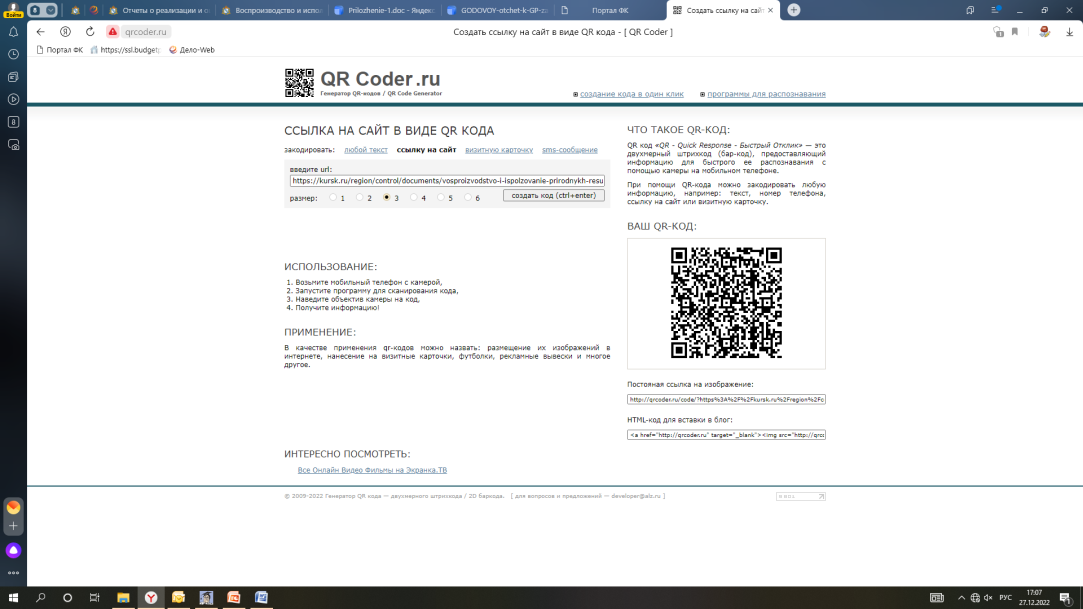 Войти
Отчеты о реализации и о
Воспроизводство и испо
Prilozhenie-1.doc - Яндекс
GODOVOY-otchet-k-GP-za
Портал ФК
Создать ссылку на сайт
qrcoder.ru
Создать ссылку на сайт в виде QR кода - [ QR Coder ]
Портал ФК
https://ssl.budget
Дело-Web
QR Coder.ru
Генератор QR-кодов / QR Code Generator
создание кода в один клик
программы для распознавания
ССЫЛКА НА САЙТ В ВИДЕ QR КОДА
закодировать: любой текст ссылку на сайт визитную карточку sms-сообщение
введите url:
https://kursk.ru/region/control/documents/vosproizvodstvo-i-ispolzovanie-prirodnykh-resu
размер: 1 2 3 4 5 6
создать код (ctrl+enter)
ИСПОЛЬЗОВАНИЕ:
1. Возьмите мобильный телефон с камерой,
2. Запустите программу для сканирования кода,
3. Наведите объектив камеры на код,
4. Получите информацию!
ПРИМЕНЕНИЕ:
В качестве применения qr-кодов можно назвать: размещение их изображений в
интернете, нанесение на визитные карточки, футболки, рекламные вывески и многое
другое.
ИНТЕРЕСНО ПОСМОТРЕТЬ:
Все Онлайн Видео Фильмы на Экранка.ТВ
ЧТО ТАКОЕ QR-КОД:
QR код «QR - Quick Response - Быстрый Отклик» — это
двухмерный штрихкод (бар-код), предоставляющий
информацию для быстрого ее распознавания с
помощью камеры на мобильном телефоне.
При помощи QR-кода можно закодировать любую
информацию, например: текст, номер телефона,
ссылку на сайт или визитную карточку.
ВАШ QR-КОД:
Постояная ссылка на изображение:
http://qrcoder.ru/code/?https%3A%2F%2Fkursk.ru%2Fregion%2Fc
HTML-код для вставки в блог:
<a href="http://qrcoder.ru" target="_blank"><img src="http://qrco
© 2009-2022 Генератор QR кода — двухмерного штрихкода / 2D баркода. [ для вопросов и предложений — developer@alc.ru ]
РУС
17:07
27.12.2022